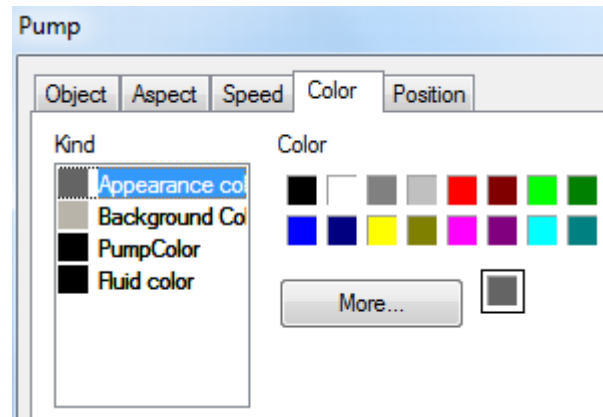 Pump
Object Aspect Speed Color Position
Kind Color
Appearance col
Background Col
PumpColor
Fluid color
More...